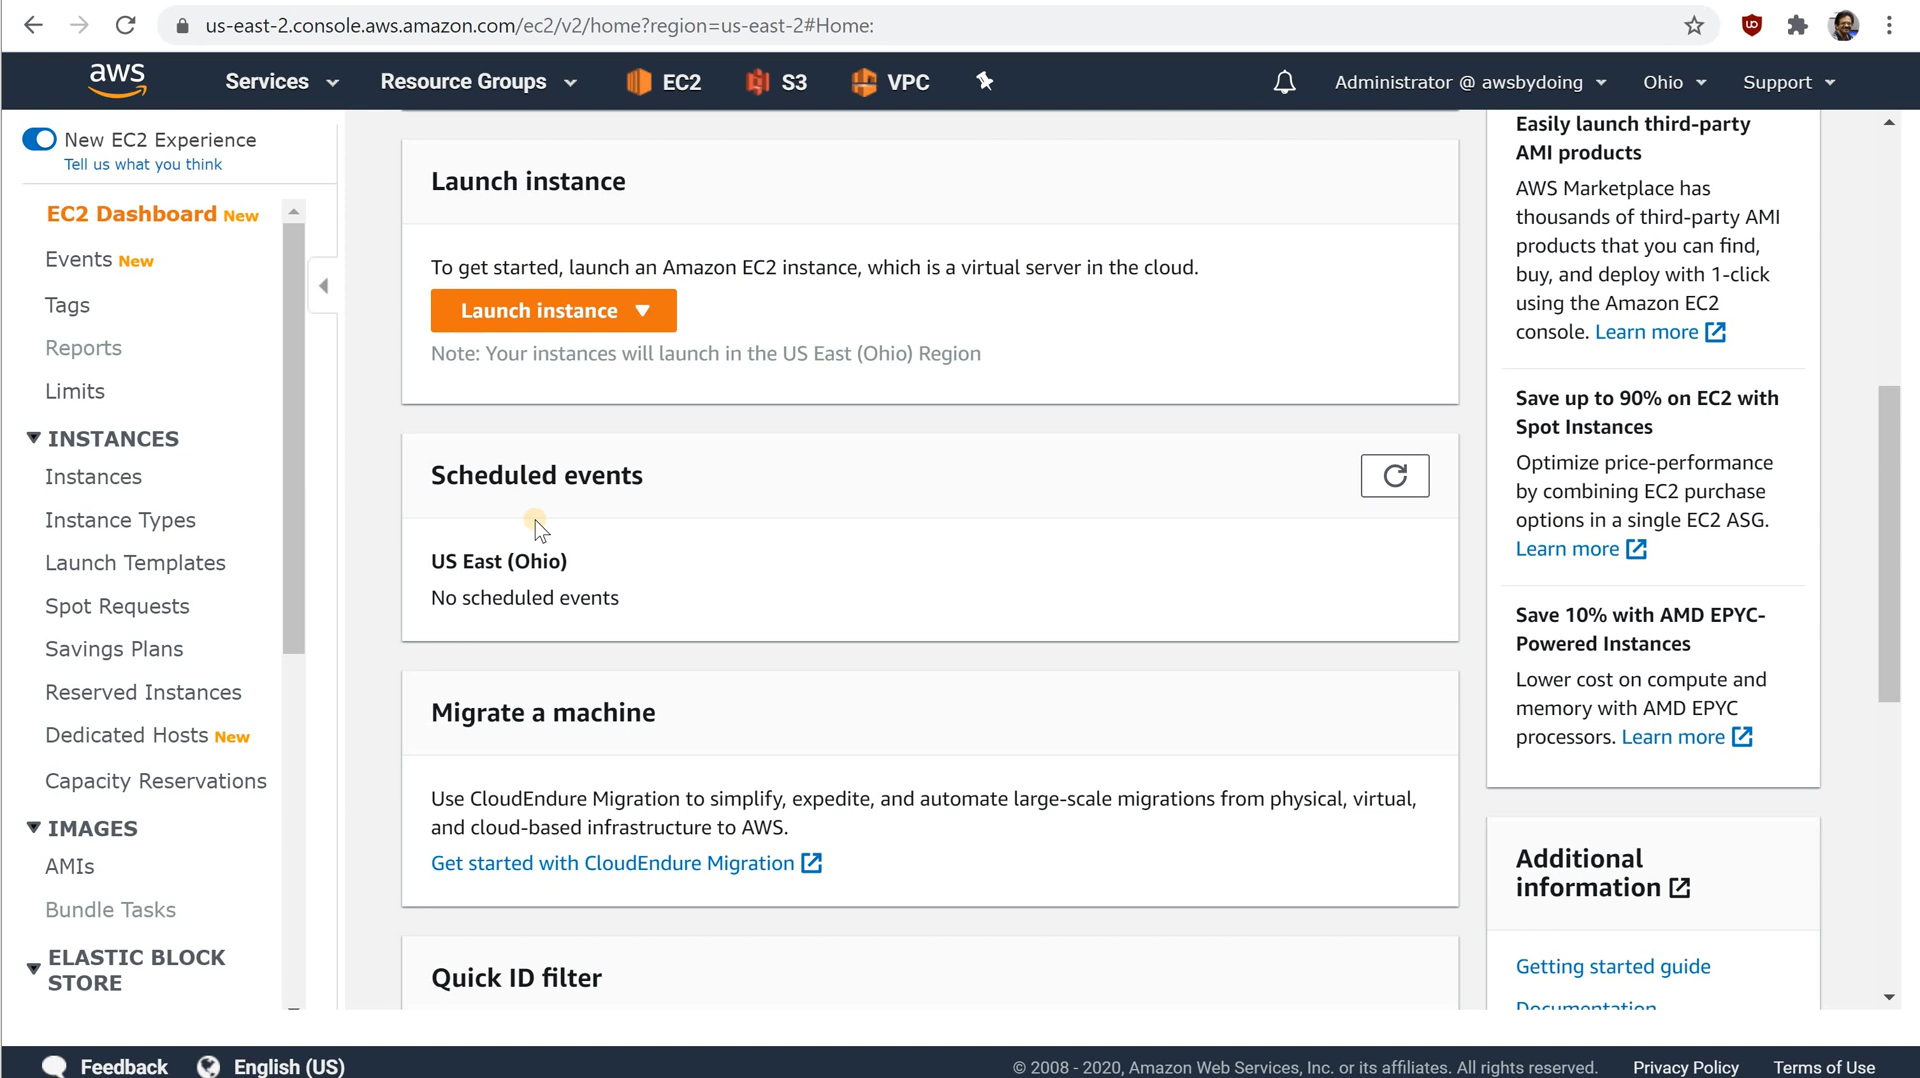 us-east-2.console.aws.amazon.com/ec2/v2/home?region=us-east-2#Home:
aws
Services
Resource Groups
EC2
S3
VPC
Administrator @ awsbydoing
Ohio
Support
New EC2 Experience
Tell us what you think
EC2 Dashboard New
Events New
Tags
Reports
Limits
INSTANCES
Instances
Instance Types
Launch Templates
Spot Requests
Savings Plans
Reserved Instances
Dedicated Hosts New
Capacity Reservations
IMAGES
AMIs
Bundle Tasks
ELASTIC BLOCK
STORE
Launch instance
To get started, launch an Amazon EC2 instance, which is a virtual server in the cloud.
Launch instance
Note: Your instances will launch in the US East (Ohio) Region
Scheduled events
US East (Ohio)
No scheduled events
Migrate a machine
Use CloudEndure Migration to simplify, expedite, and automate large-scale migrations from physical, virtual,
and cloud-based infrastructure to AWS.
Get started with CloudEndure Migration
Quick ID filter
Easily launch third-party
AMI products
AWS Marketplace has
thousands of third-party AMI
products that you can find,
buy, and deploy with 1-click
using the Amazon EC2
console. Learn more
Save up to 90% on EC2 with
Spot Instances
Optimize price-performance
by combining EC2 purchase
options in a single EC2 ASG.
Learn more
Save 10% with AMD EPYC-
Powered Instances
Lower cost on compute and
memory with AMD EPYC
processors. Learn more
Additional
information
Getting started guide
Documentation
Feedback
English (US)
© 2008 - 2020, Amazon Web Services, Inc. or its affiliates. All rights reserved.
Privacy Policy
Terms of Use